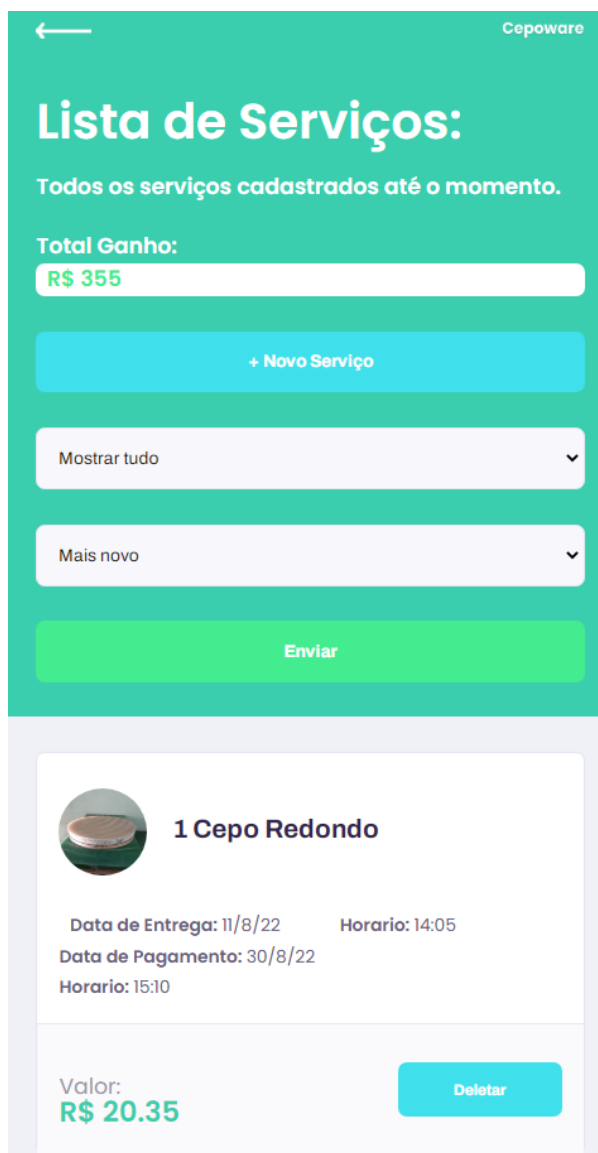 Cepoware
Lista de Serviços:
Todos os serviços cadastrados até o momento.
Total Ganho:
R$ 355
+ Novo Serviço
Mostrar tudo
Mais novo
Enviar
1 Cepo Redondo
Data de Entrega: 11/8/22 Horario: 14:05
Data de Pagamento: 30/8/22
Horario: 15:10
Valor:
R$ 20.35
Deletar